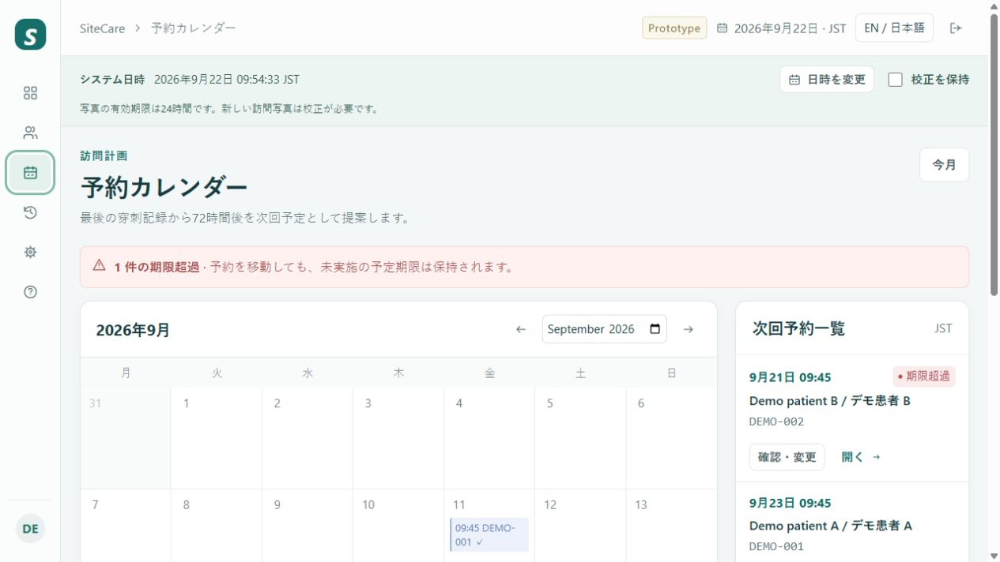 S
SiteCare › 予約カレンダー
Prototype
2026年9月22日 · JST
EN / 日本語
システム日時 2026年9月22日 09:54:33 JST
日時を変更
校正を保持
写真の有効期限は24時間です。新しい訪問写真は校正が必要です。
訪問計画
今月
予約カレンダー
最後の穿刺記録から72時間後を次回予定として提案します。
1 件の期限超過 · 予約を移動しても、未実施の予定期限は保持されます。
2026年9月
← September 2026 →
月 火 水 木 金 土 日
31 1 2 3 4 5 6
7 8 9 10 11 12 13
09:45 DEMO-
001 ✓
次回予約一覧 JST
9月21日 09:45 • 期限超過
Demo patient B / デモ患者 B
DEMO-002
確認・変更 開く →
9月23日 09:45
Demo patient A / デモ患者 A
DEMO-001
DE